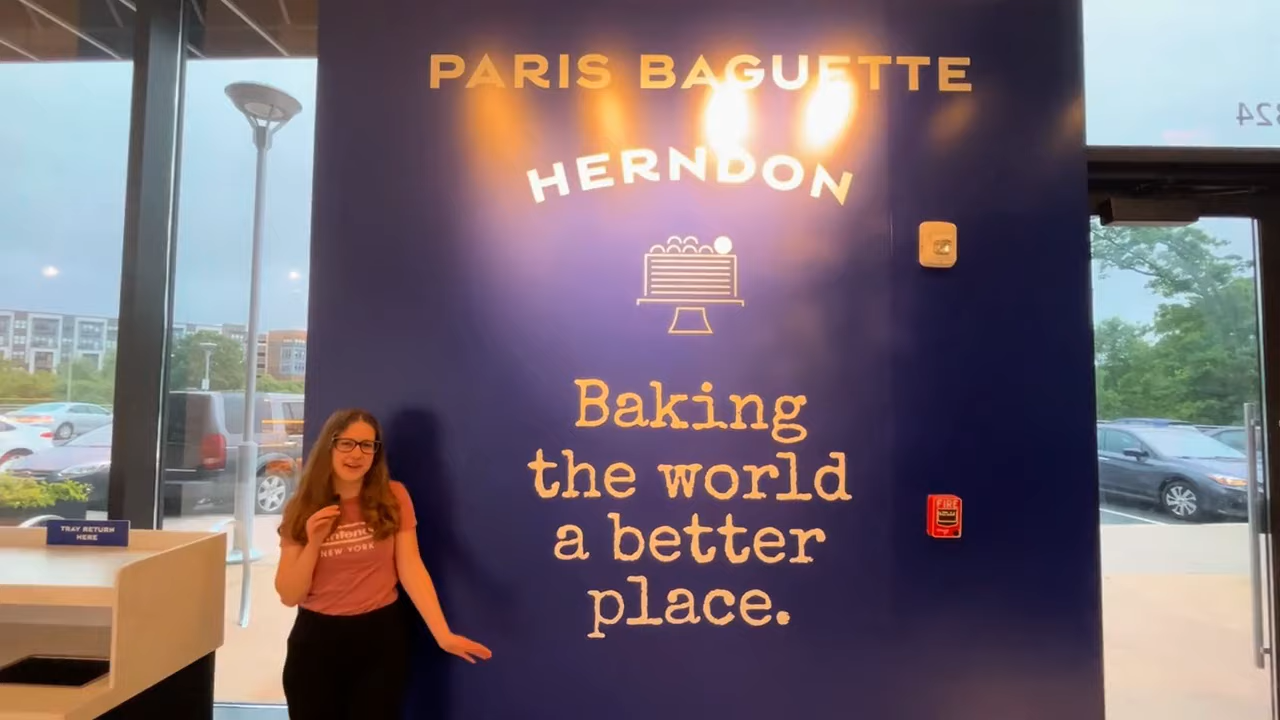 PARIS BAGUETTE
HERNDON
Baking
the world
a better
place.
TRAY RETURN
HERE
NEW YORK
FIRE